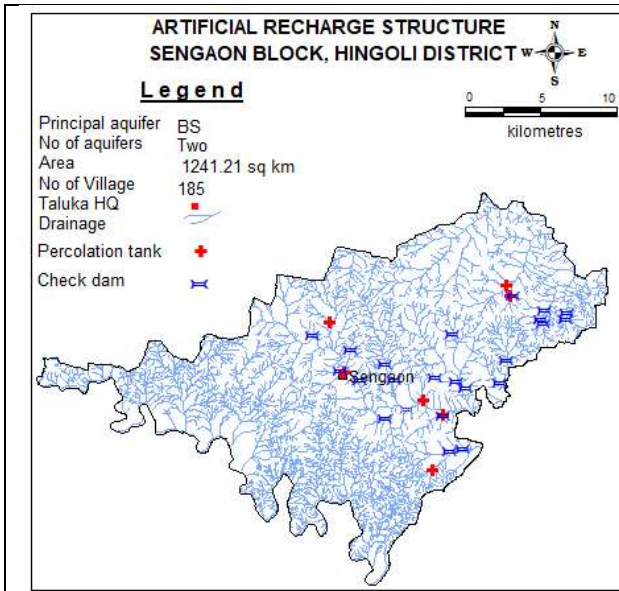 ARTIFICIAL RECHARGE STRUCTURE
SENGAON BLOCK, HINGOLI DISTRICT
N
W
E
S
Legend
0 5 10
kilometres
Principal aquifer BS
No of aquifers Two
Area 1241.21 sq km
No of Village 185
Taluka HQ
Drainage
Percolation tank
Check dam
Sengaon